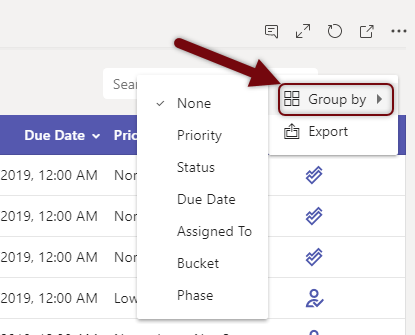 Sea
Group by
Export
None
Priority
Status
Due Date
Assigned To
Bucket
Phase
Due Date Prio
2019, 12:00 AM Nor
2019, 12:00 AM Nor
2019, 12:00 AM Nor
2019, 12:00 AM Low